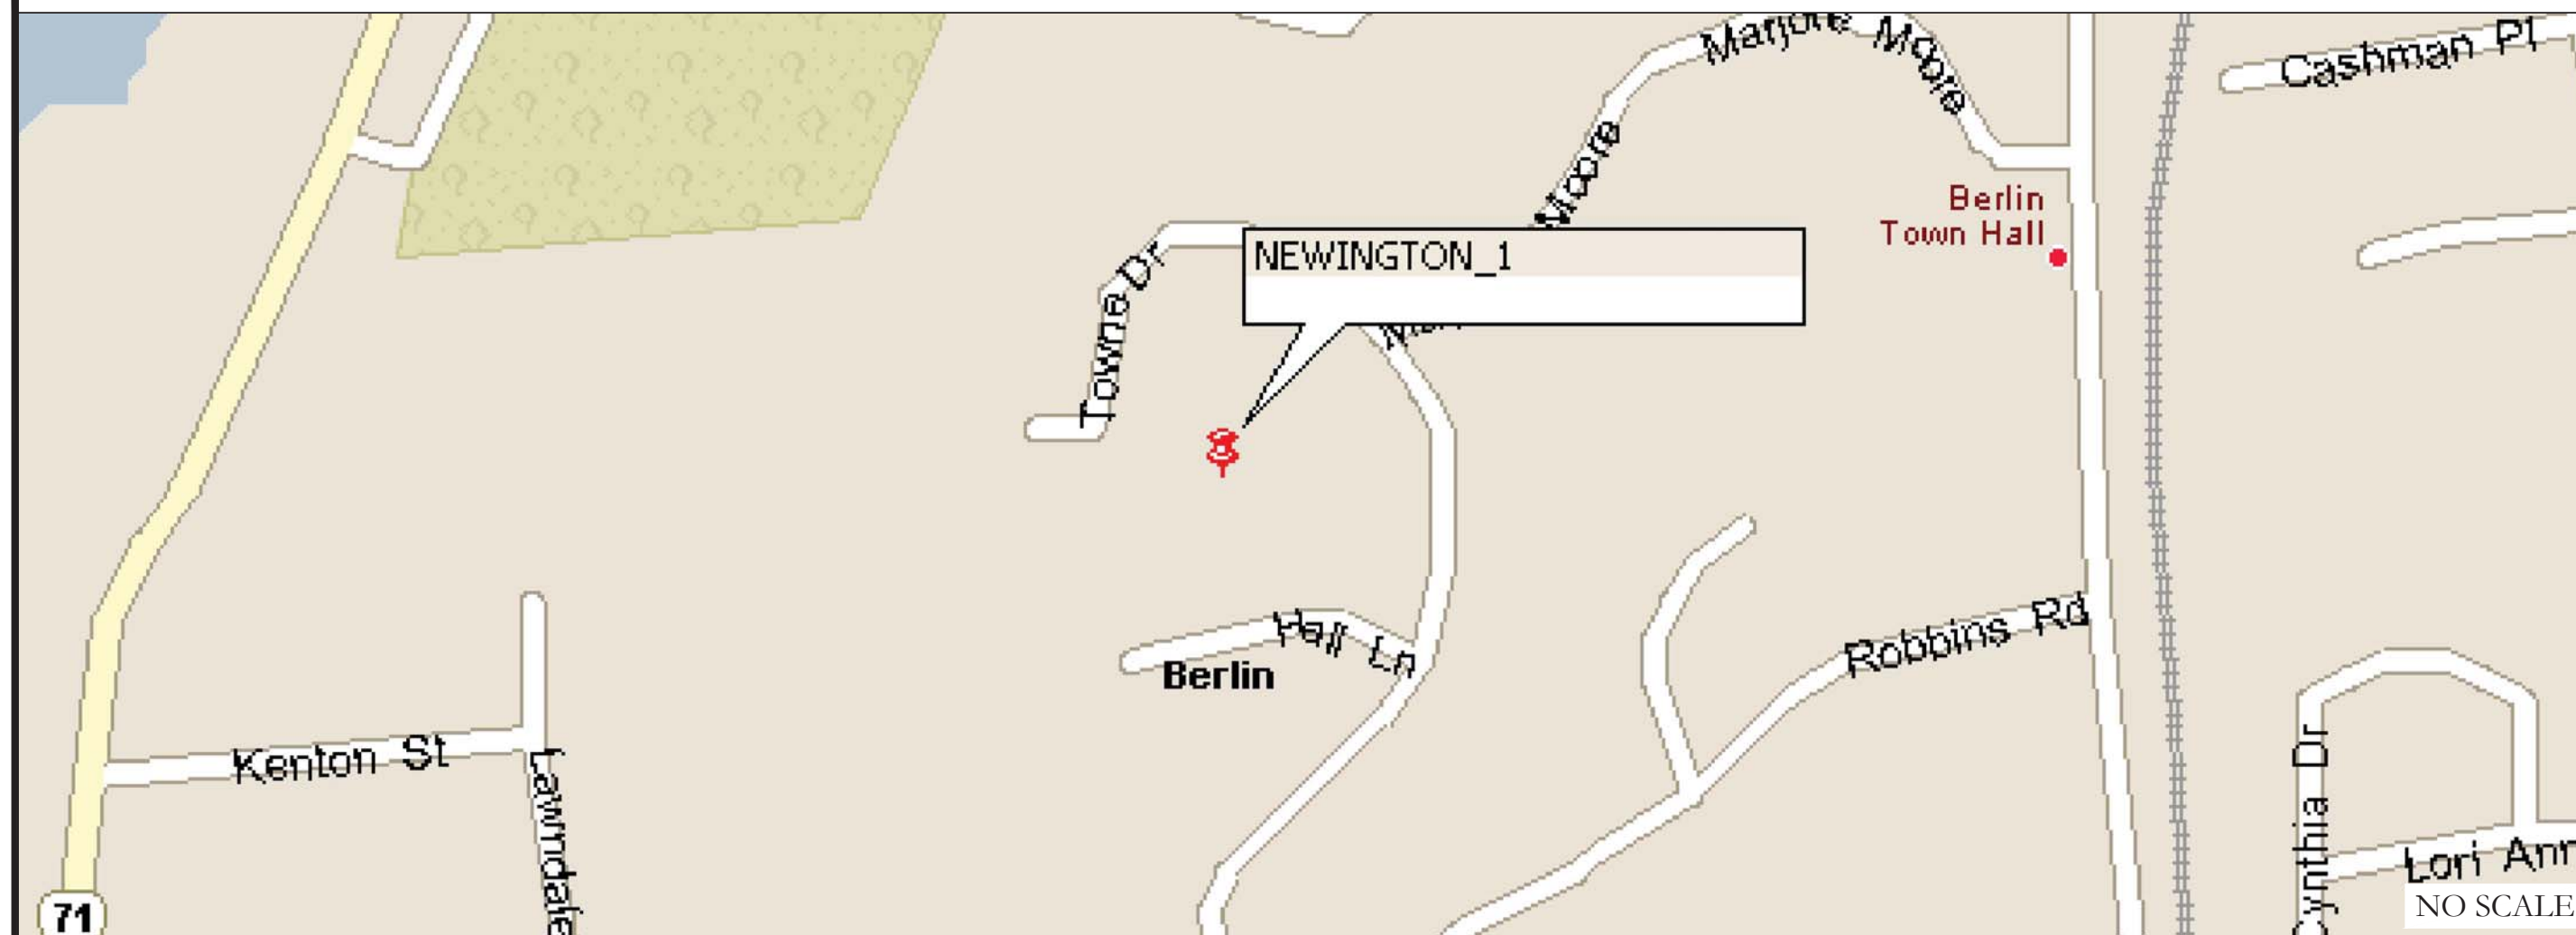 Marjorie Moore
Cashman Pl
Moore
Berlin
Town Hall
NEWINGTON_1
Towne Dr
Hall Ln
Berlin
Robbins Rd
Kenton St
Lawndale
Cynthia Dr
Lori Ann
71
NO SCALE